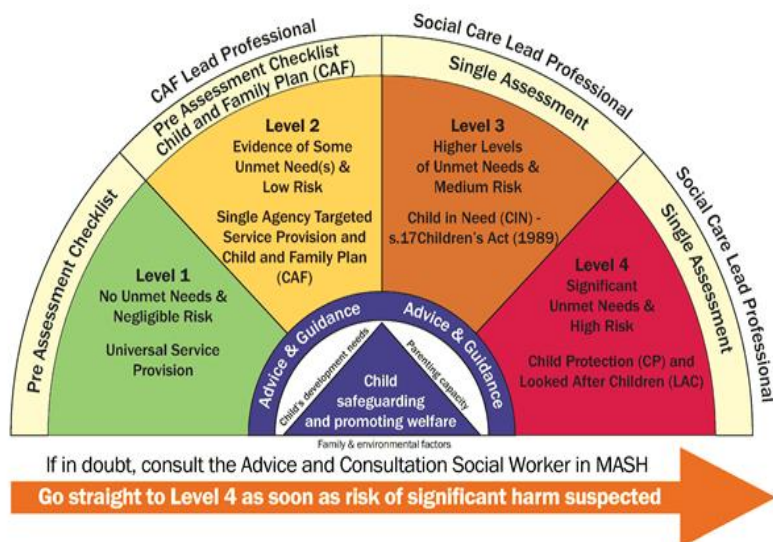 CAF Lead Professional
Social Care Lead Professional
Pre Assessment Checklist
Child and Family Plan (CAF)
Single Assessment
Pre Assessment Checklist
Social Care Lead Professional
Single Assessment
Level 1
No Unmet Needs &
Negligible Risk
Universal Service
Provision
Level 2
Evidence of Some
Unmet Need(s) &
Low Risk
Single Agency Targeted
Service Provision and
Child and Family Plan
(CAF)
Level 3
Higher Levels
of Unmet Needs &
Medium Risk
Child in Need (CIN) -
s.17Children's Act (1989)
Level 4
Significant
Unmet Needs &
High Risk
Child Protection (CP) and
Looked After Children (LAC)
Advice & Guidance
Advice & Guidance
Child's development needs
Parenting capacity
Child
safeguarding
and promoting welfare
Family & environmental factors
If in doubt, consult the Advice and Consultation Social Worker in MASH
Go straight to Level 4 as soon as risk of significant harm suspected